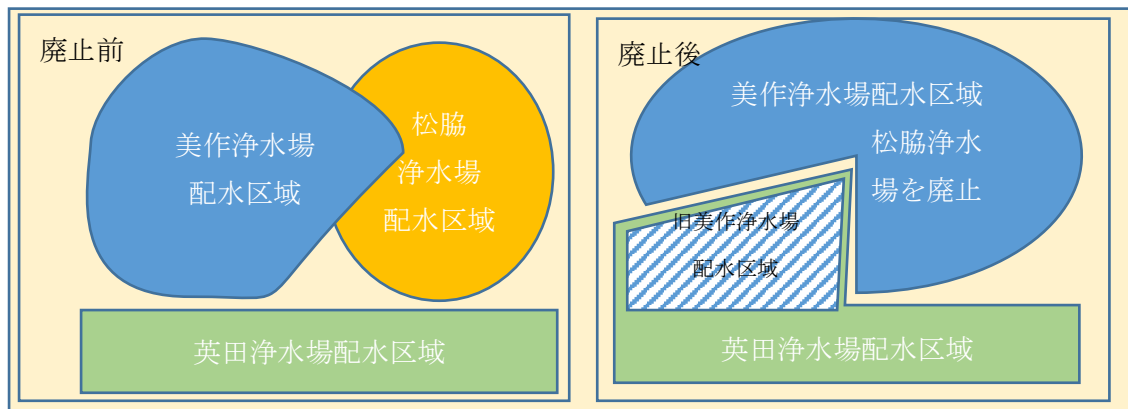 廃止前
美作浄水場
配水区域
松脇
浄水場
配水区域
英田浄水場配水区域
廃止後
美作浄水場配水区域
松脇浄水
場を廃止
旧美作浄水場
配水区域
英田浄水場配水区域